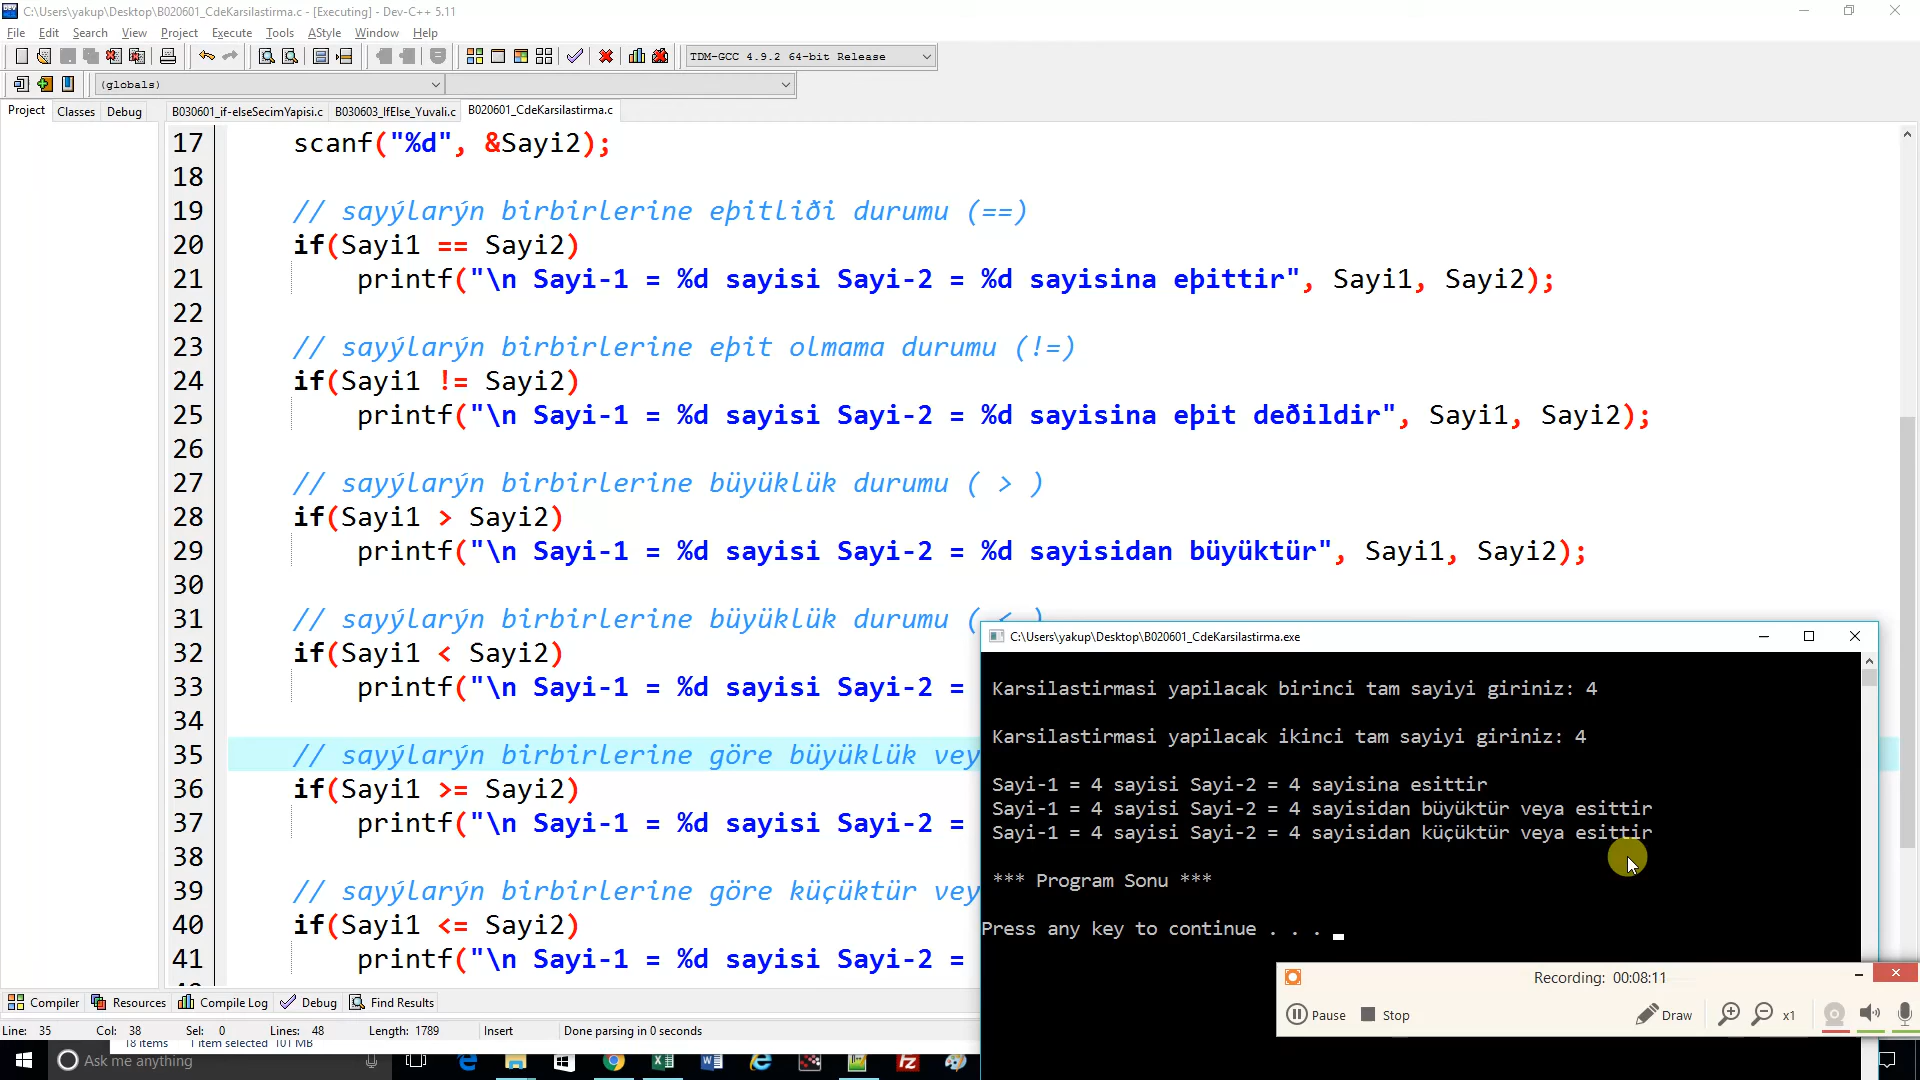 C:\Users\yakup\Desktop\B020601_CdeKarsilastirma.c - [Executing] - Dev-C++ 5.11
File Edit Search View Project Execute Tools AStyle Window Help
TDM-GCC 4.9.2 64-bit Release
(globals)
Project Classes Debug B030601_if-elseSecimYapisi.c B030603_IfElse_Yuvali.c B020601_CdeKarsilastirma.c
17 scanf("%d", &Sayi2);
18
19 // sayýlarýn birbirlerine eþitliði durumu (==)
20 if(Sayi1 == Sayi2)
21 printf("\n Sayi-1 = %d sayisi Sayi-2 = %d sayisina eþittir", Sayi1, Sayi2);
22
23 // sayýlarýn birbirlerine eþit olmama durumu (!=)
24 if(Sayi1 != Sayi2)
25 printf("\n Sayi-1 = %d sayisi Sayi-2 = %d sayisina eþit deðildir", Sayi1, Sayi2);
26
27 // sayýlarýn birbirlerine büyüklük durumu ( > )
28 if(Sayi1 > Sayi2)
29 printf("\n Sayi-1 = %d sayisi Sayi-2 = %d sayisidan büyüktür", Sayi1, Sayi2);
30
31 // sayýlarýn birbirlerine büyüklük durumu ( < )
32 if(Sayi1 < Sayi2)
33 printf("\n Sayi-1 = %d sayisi Sayi-2 =
34
35 // sayýlarýn birbirlerine göre büyüklük vey
36 if(Sayi1 >= Sayi2)
37 printf("\n Sayi-1 = %d sayisi Sayi-2 =
38
39 // sayýlarýn birbirlerine göre küçüktür vey
40 if(Sayi1 <= Sayi2)
41 printf("\n Sayi-1 = %d sayisi Sayi-2 =
C:\Users\yakup\Desktop\B020601_CdeKarsilastirma.exe
Karsilastirmasi yapilacak birinci tam sayiyi giriniz: 4
Karsilastirmasi yapilacak ikinci tam sayiyi giriniz: 4
Sayi-1 = 4 sayisi Sayi-2 = 4 sayisina esittir
Sayi-1 = 4 sayisi Sayi-2 = 4 sayisidan büyüktür veya esittir
Sayi-1 = 4 sayisi Sayi-2 = 4 sayisidan küçüktür veya esittir
*** Program Sonu ***
Press any key to continue . . .
Recording: 00:08:11
Pause Stop Draw x1
Compiler Resources Compile Log Debug Find Results
Line: 35 Col: 38 Sel: 0 Lines: 48 Length: 1789 Insert Done parsing in 0 seconds
18 items 1 item selected 101 MB
Ask me anything